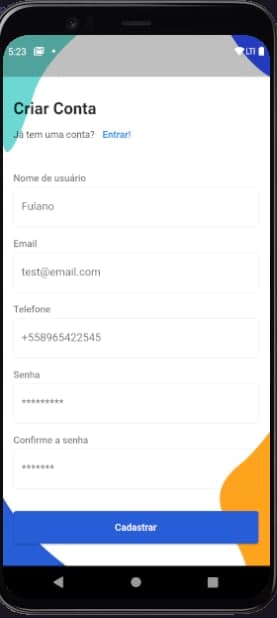 5:23 LTE
Criar Conta
Já tem uma conta? Entrar!
Nome de usuário
Fulano
Email
test@email.com
Telefone
+558965422545
Senha
*********
Confirme a senha
*******
Cadastrar